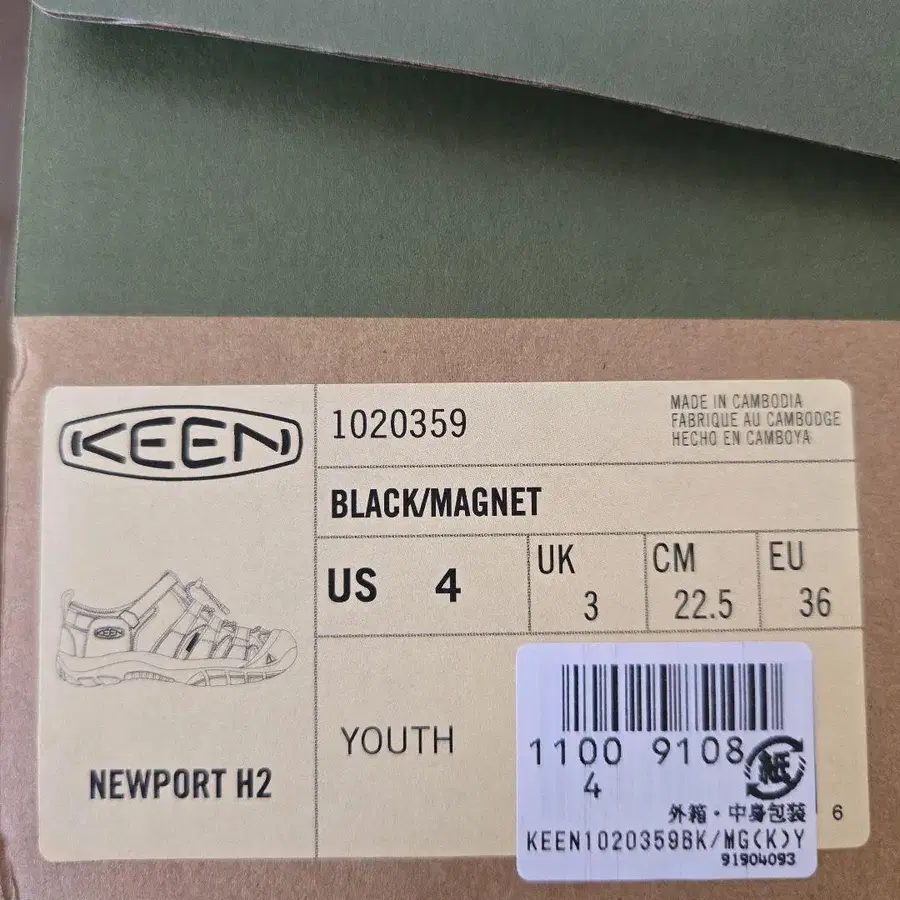 KEEN
1020359
MADE IN CAMBODIA
FABRIQUE AU CAMBODGE
HECHO EN CAMBOYA
BLACK/MAGNET
US 4
UK 3
CM 22.5
EU 36
KEEN
NEWPORT H2
YOUTH
1100 9108
4
紙
外箱・中身包装
KEEN1020359BK/MG(K)Y
91904093
6